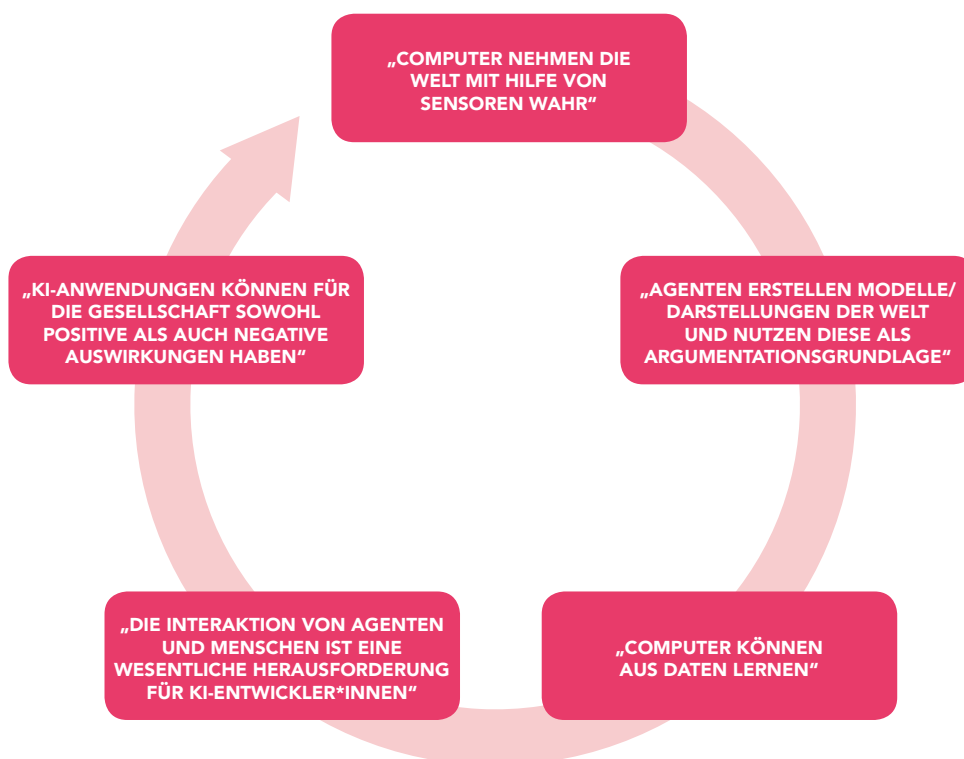 „COMPUTER NEHMEN DIE
WELT MIT HILFE VON
SENSOREN WAHR“
„AGENTEN ERSTELLEN MODELLE/
DARSTELLUNGEN DER WELT
UND NUTZEN DIESE ALS
ARGUMENTATIONSGRUNDLAGE“
„COMPUTER KÖNNEN
AUS DATEN LERNEN“
„DIE INTERAKTION VON AGENTEN
UND MENSCHEN IST EINE
WESENTLICHE HERAUSFORDERUNG
FÜR KI-ENTWICKLER*INNEN“
„KI-ANWENDUNGEN KÖNNEN FÜR
DIE GESELLSCHAFT SOWOHL
POSITIVE ALS AUCH NEGATIVE
AUSWIRKUNGEN HABEN“